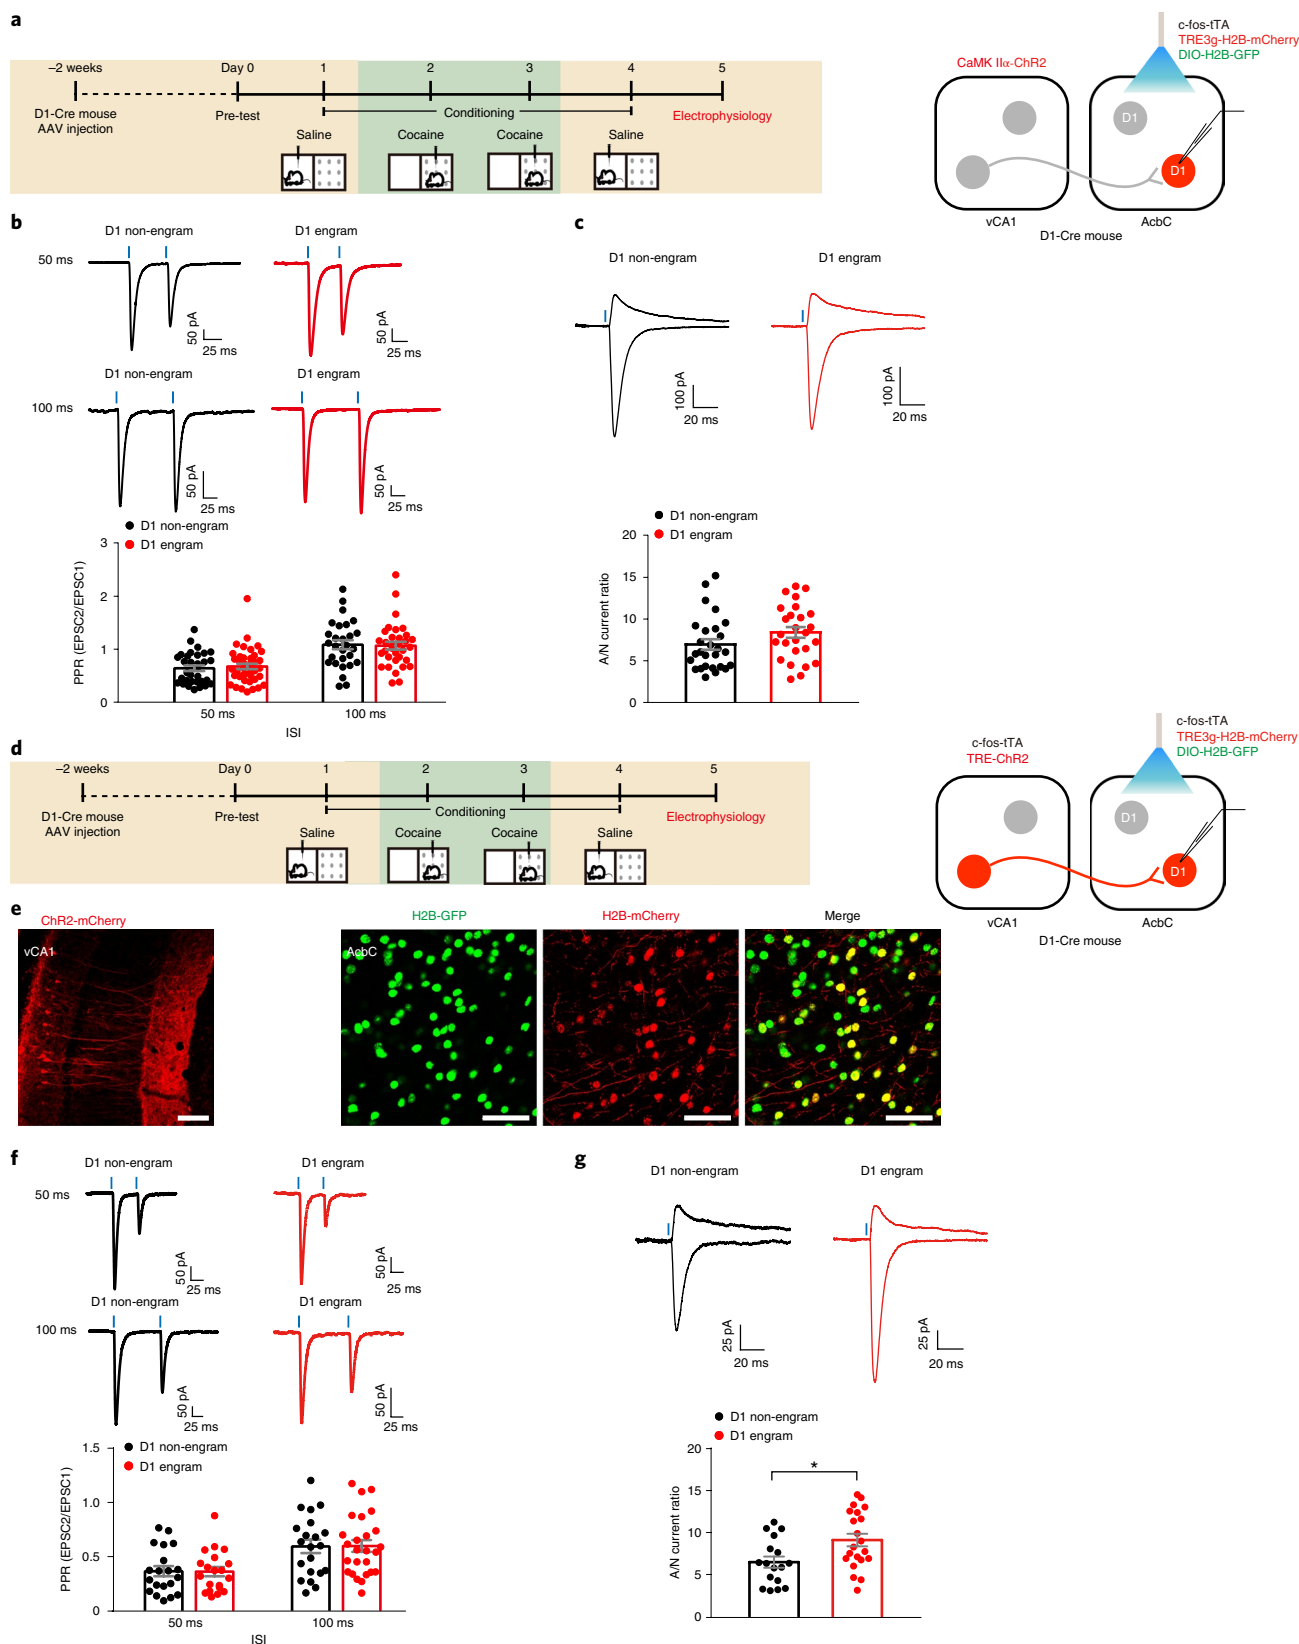 a
c-fos-tTA
TRE3g-H2B-mCherry
DIO-H2B-GFP
CaMK IIα-ChR2
–2 weeks
Day 0
1
2
3
4
5
D1-Cre mouse
AAV injection
Pre-test
Conditioning
Electrophysiology
Saline
Cocaine
Cocaine
Saline
D1
D1
vCA1
AcbC
D1-Cre mouse
b
D1 non-engram
D1 engram
50 ms
50 pA
25 ms
50 pA
25 ms
D1 non-engram
D1 engram
100 ms
50 pA
25 ms
50 pA
25 ms
D1 non-engram
D1 engram
PPR (EPSC2/EPSC1)
3
2
1
0
50 ms
100 ms
ISI
c
D1 non-engram
D1 engram
100 pA
20 ms
100 pA
20 ms
D1 non-engram
D1 engram
A/N current ratio
20
15
10
5
0
d
–2 weeks
Day 0
1
2
3
4
5
D1-Cre mouse
AAV injection
Pre-test
Conditioning
Electrophysiology
Saline
Cocaine
Cocaine
Saline
c-fos-tTA
TRE-ChR2
c-fos-tTA
TRE3g-H2B-mCherry
DIO-H2B-GFP
D1
D1
vCA1
AcbC
D1-Cre mouse
e
ChR2-mCherry
H2B-GFP
H2B-mCherry
Merge
vCA1
AcbC
f
D1 non-engram
D1 engram
50 ms
50 pA
25 ms
50 pA
25 ms
D1 non-engram
D1 engram
100 ms
50 pA
25 ms
50 pA
25 ms
D1 non-engram
D1 engram
PPR (EPSC2/EPSC1)
1.5
1.0
0.5
0
50 ms
100 ms
ISI
g
D1 non-engram
D1 engram
25 pA
20 ms
25 pA
20 ms
D1 non-engram
D1 engram
A/N current ratio
20
15
10
5
0
*